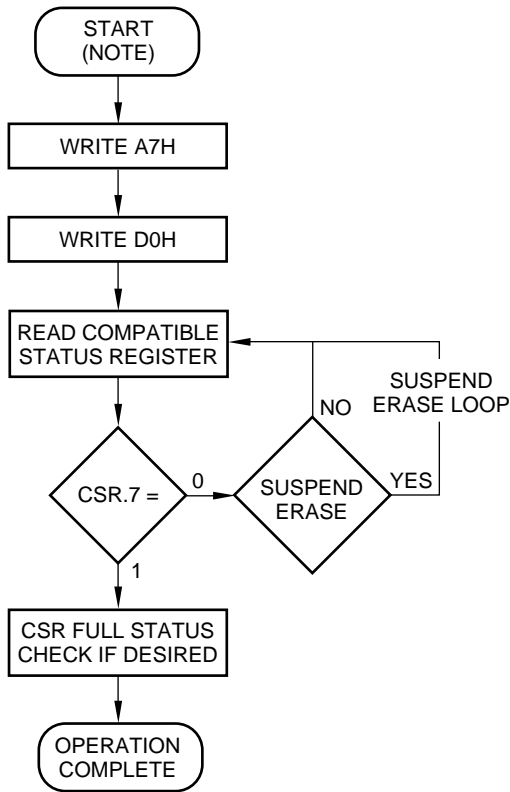 START
(NOTE)
WRITE A7H
WRITE D0H
READ COMPATIBLE
STATUS REGISTER
SUSPEND
ERASE LOOP
NO
CSR.7 =
0
SUSPEND
ERASE
YES
1
CSR FULL STATUS
CHECK IF DESIRED
OPERATION
COMPLETE